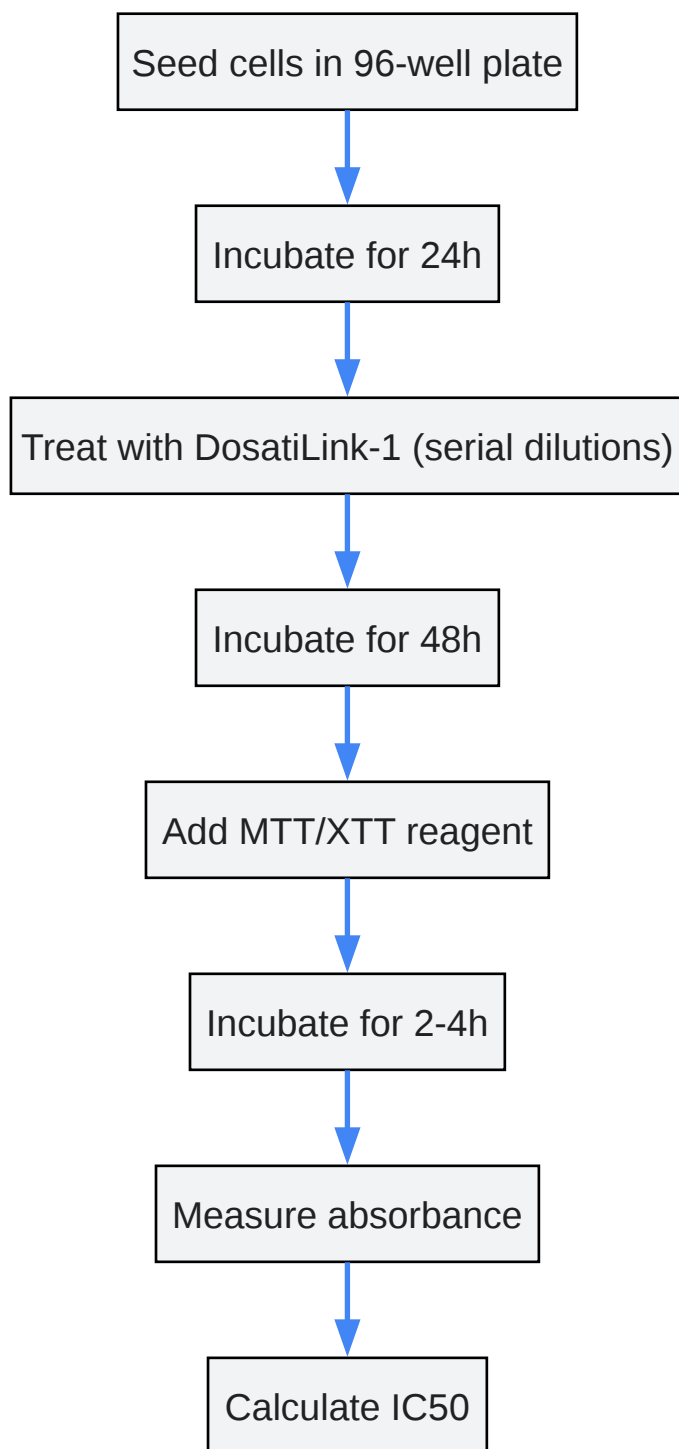 Seed cells in 96-well plate
Incubate for 24h
Treat with DosatiLink-1 (serial dilutions)
Incubate for 48h
Add MTT/XTT reagent
Incubate for 2-4h
Measure absorbance
Calculate IC50